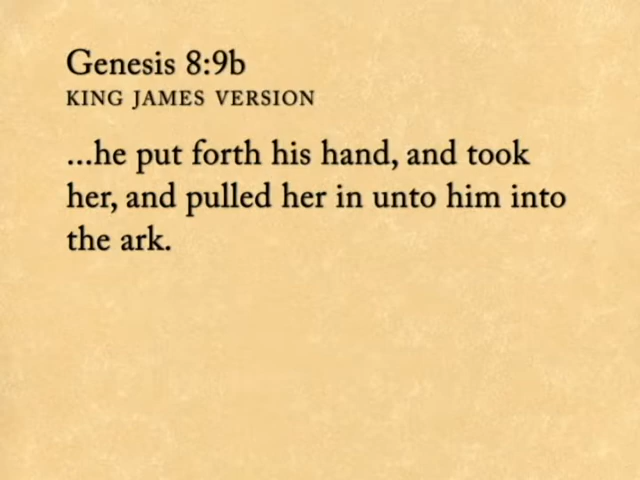 Genesis 8:9b
KING JAMES VERSION
...he put forth his hand, and took
her, and pulled her in unto him into
the ark.